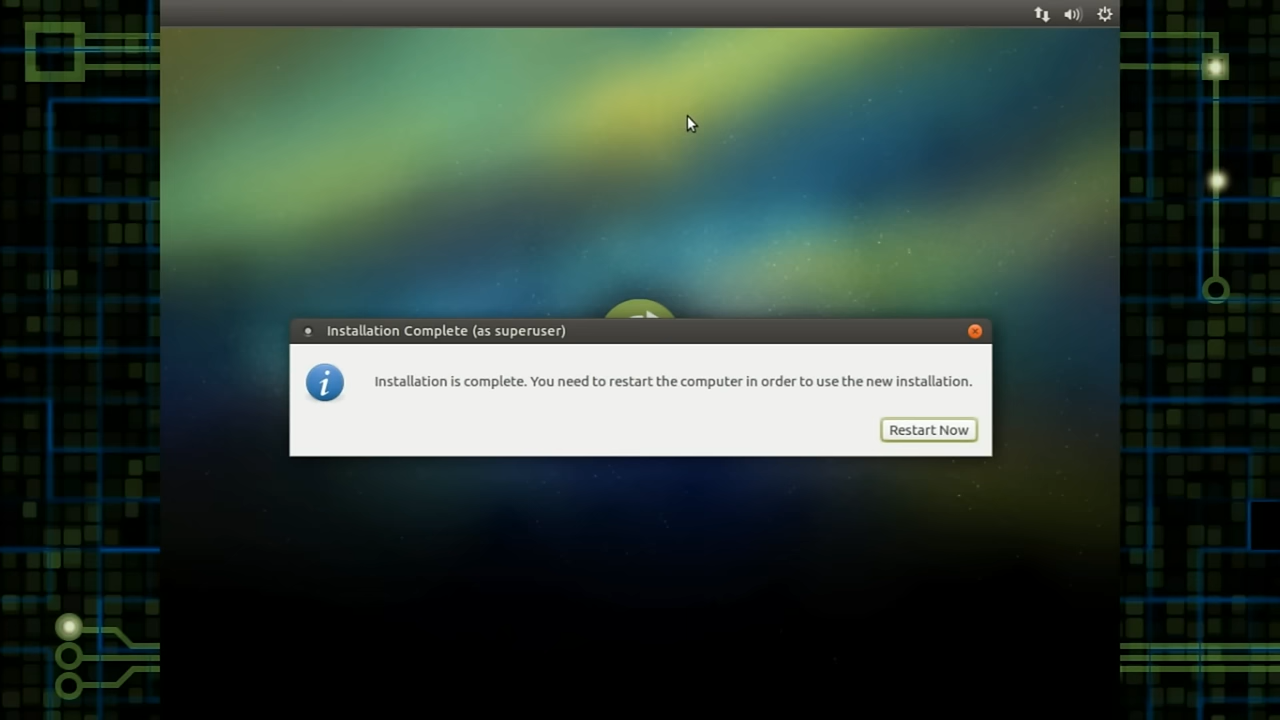 Installation Complete (as superuser)
Installation is complete. You need to restart the computer in order to use the new installation.
Restart Now